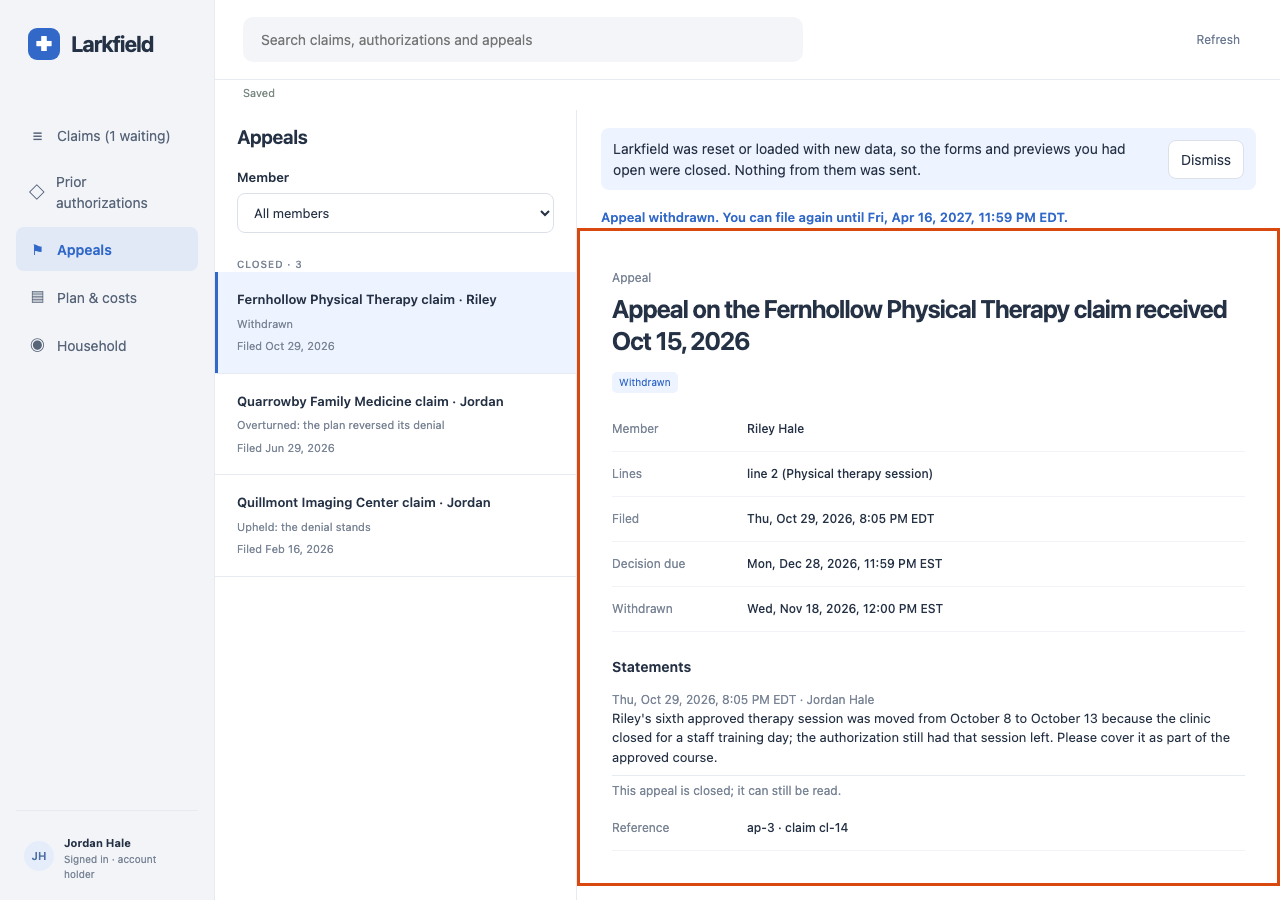 Larkfield
Search claims, authorizations and appeals
Refresh
Saved
Claims (1 waiting)
Prior
authorizations
Appeals
Plan & costs
Household
JH
Jordan Hale
Signed in · account
holder
Appeals
Member
All members
CLOSED · 3
Fernhollow Physical Therapy claim · Riley
Withdrawn
Filed Oct 29, 2026
Quarrowby Family Medicine claim · Jordan
Overturned: the plan reversed its denial
Filed Jun 29, 2026
Quillmont Imaging Center claim · Jordan
Upheld: the denial stands
Filed Feb 16, 2026
Larkfield was reset or loaded with new data, so the forms and previews you had
open were closed. Nothing from them was sent.
Dismiss
Appeal withdrawn. You can file again until Fri, Apr 16, 2027, 11:59 PM EDT.
Appeal
Appeal on the Fernhollow Physical Therapy claim received
Oct 15, 2026
Withdrawn
Member Riley Hale
Lines line 2 (Physical therapy session)
Filed Thu, Oct 29, 2026, 8:05 PM EDT
Decision due Mon, Dec 28, 2026, 11:59 PM EST
Withdrawn Wed, Nov 18, 2026, 12:00 PM EST
Statements
Thu, Oct 29, 2026, 8:05 PM EDT · Jordan Hale
Riley's sixth approved therapy session was moved from October 8 to October 13 because the clinic
closed for a staff training day; the authorization still had that session left. Please cover it as part of the
approved course.
This appeal is closed; it can still be read.
Reference ap-3 · claim cl-14